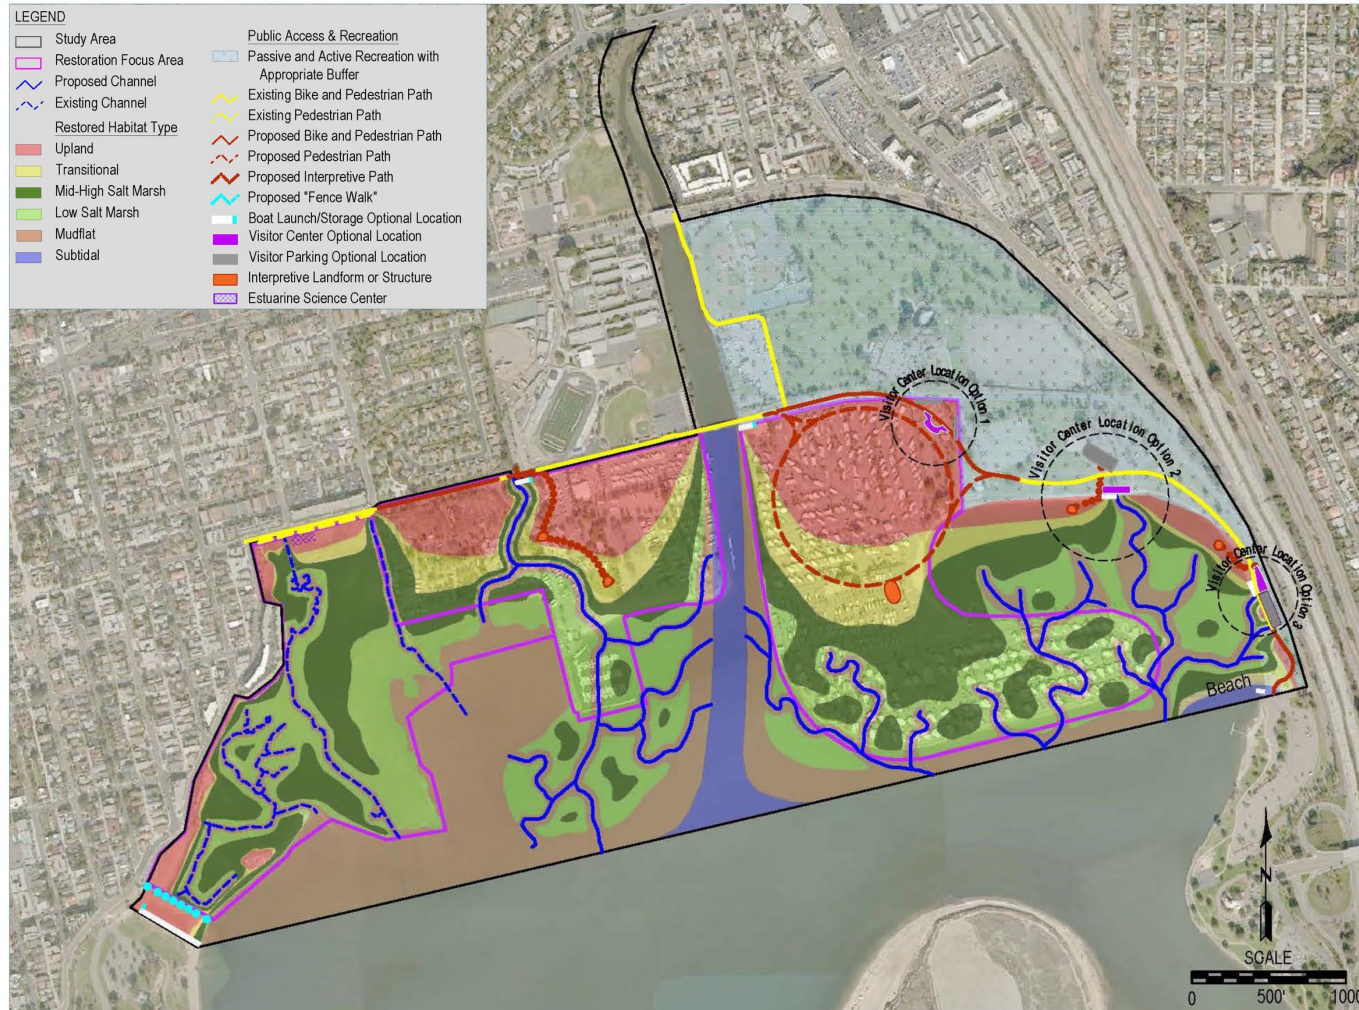 LEGEND
Study Area
Restoration Focus Area
Proposed Channel
Existing Channel
Restored Habitat Type
Upland
Transitional
Mid-High Salt Marsh
Low Salt Marsh
Mudflat
Subtidal
Public Access & Recreation
Passive and Active Recreation with
Appropriate Buffer
Existing Bike and Pedestrian Path
Existing Pedestrian Path
Proposed Bike and Pedestrian Path
Proposed Pedestrian Path
Proposed Interpretive Path
Proposed "Fence Walk"
Boat Launch/Storage Optional Location
Visitor Center Optional Location
Visitor Parking Optional Location
Interpretive Landform or Structure
Estuarine Science Center
Visitor Center Location Option 1
Visitor Center Location Option 2
Visitor Center Location Option 3
Beach
N
SCALE
0 500' 1000